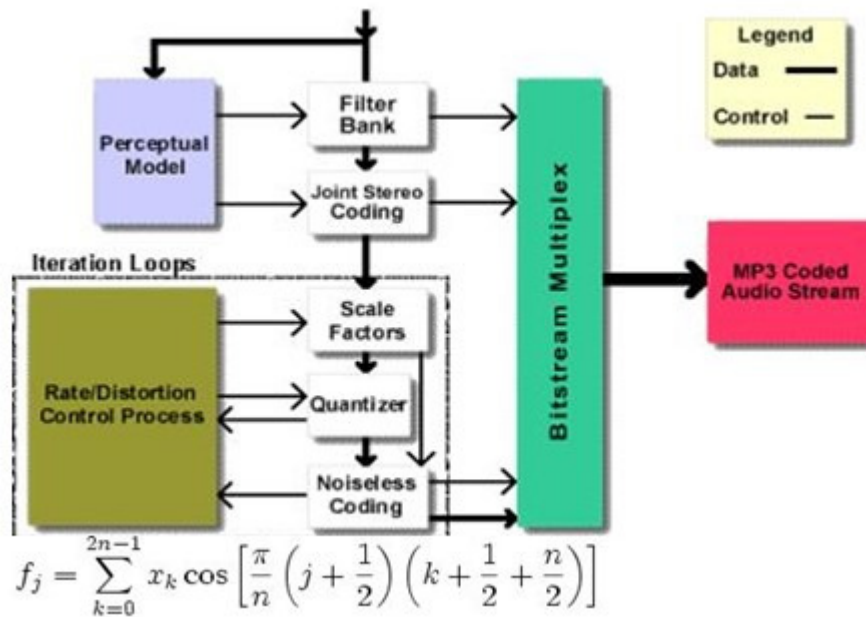 Legend
Data
Control
Perceptual
Model
Filter
Bank
Joint Stereo
Coding
Bitstream Multiplex
MP3 Coded
Audio Stream
Iteration Loops
Rate/Distortion
Control Process
Scale
Factors
Quantizer
Noiseless
Coding
f_j = \sum_{k=0}^{2n-1} x_k \cos\left[\frac{\pi}{n}\left(j+\frac{1}{2}\right)\left(k+\frac{1}{2}+\frac{n}{2}\right)\right]